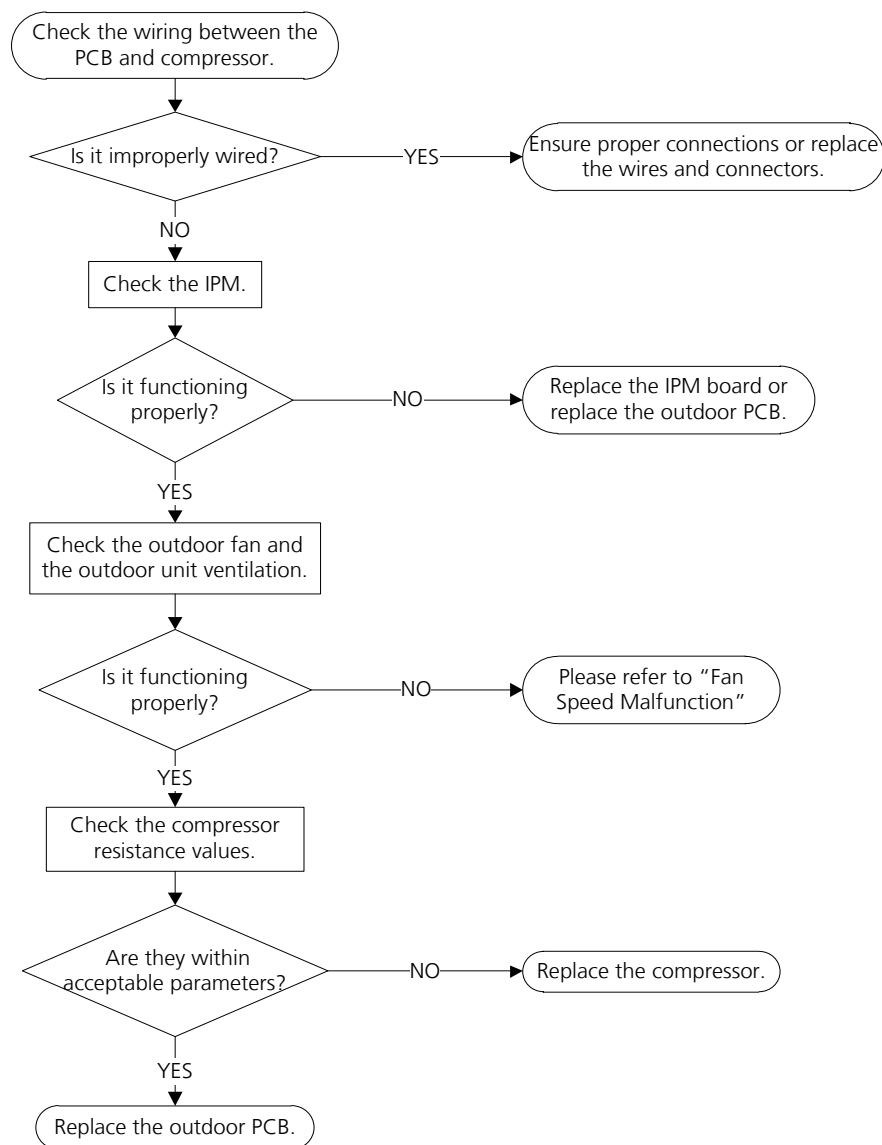 Check the wiring between the
PCB and compressor.
Is it improperly wired?
YES
Ensure proper connections or replace
the wires and connectors.
NO
Check the IPM.
Is it functioning
properly?
NO
Replace the IPM board or
replace the outdoor PCB.
YES
Check the outdoor fan and
the outdoor unit ventilation.
Is it functioning
properly?
NO
Please refer to “Fan
Speed Malfunction”
YES
Check the compressor
resistance values.
Are they within
acceptable parameters?
NO
Replace the compressor.
YES
Replace the outdoor PCB.